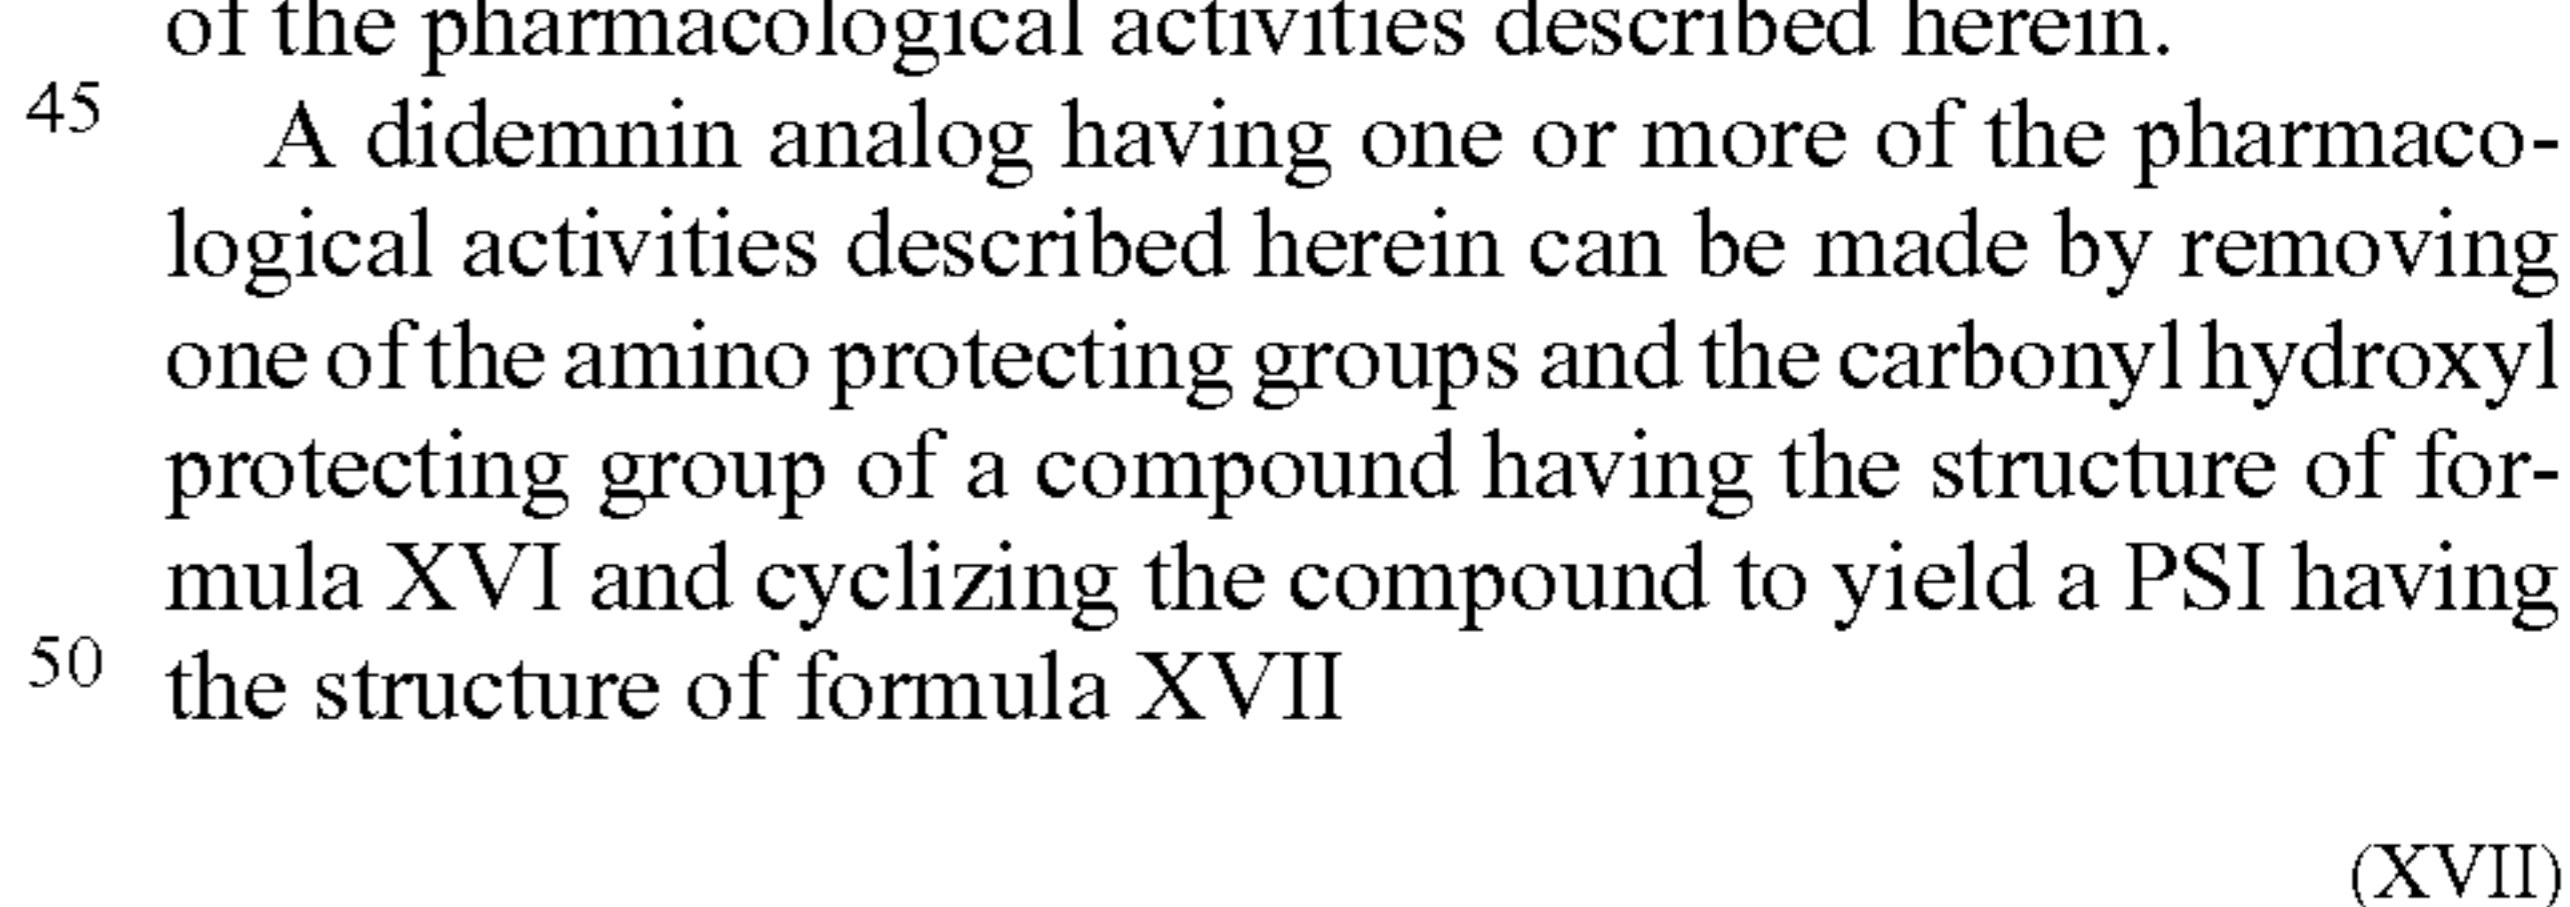 of the pharmacological activities described herein.
45 A didemnin analog having one or more of the pharmaco-
logical activities described herein can be made by removing
one of the amino protecting groups and the carbonyl hydroxyl
protecting group of a compound having the structure of for-
mula XVI and cyclizing the compound to yield a PSI having
50 the structure of formula XVII
(XVII)